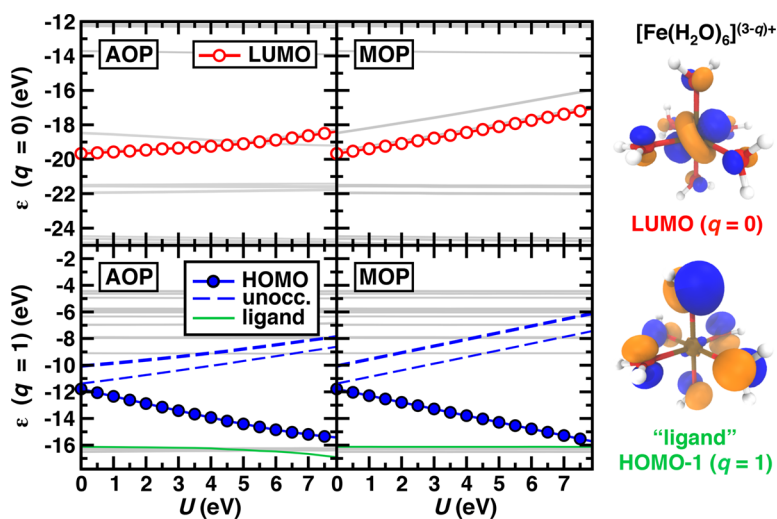 -12
-14
-16
-18
-20
-22
-24
ε (q = 0) (eV)
AOP
LUMO
MOP
-2
-4
-6
-8
-10
-12
-14
-16
ε (q = 1) (eV)
AOP
HOMO
unocc.
ligand
MOP
0 1 2 3 4 5 6 7
0 1 2 3 4 5 6 7
U (eV)
U (eV)
[Fe(H₂O)₆]⁽³⁻q⁾⁺
LUMO (q = 0)
“ligand”
HOMO-1 (q = 1)